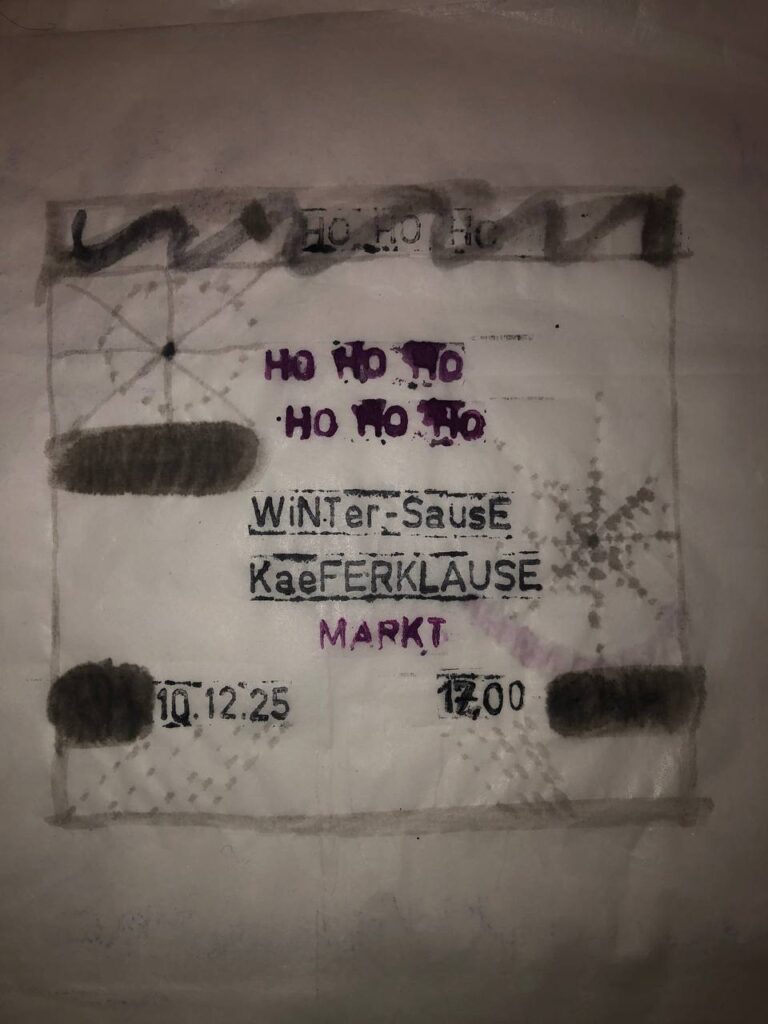 HO HO HO
HO HO HO
HO HO HO
WiNTer-SausE
KaeFERKLAUSE
MARKT
10.12.25 17,00